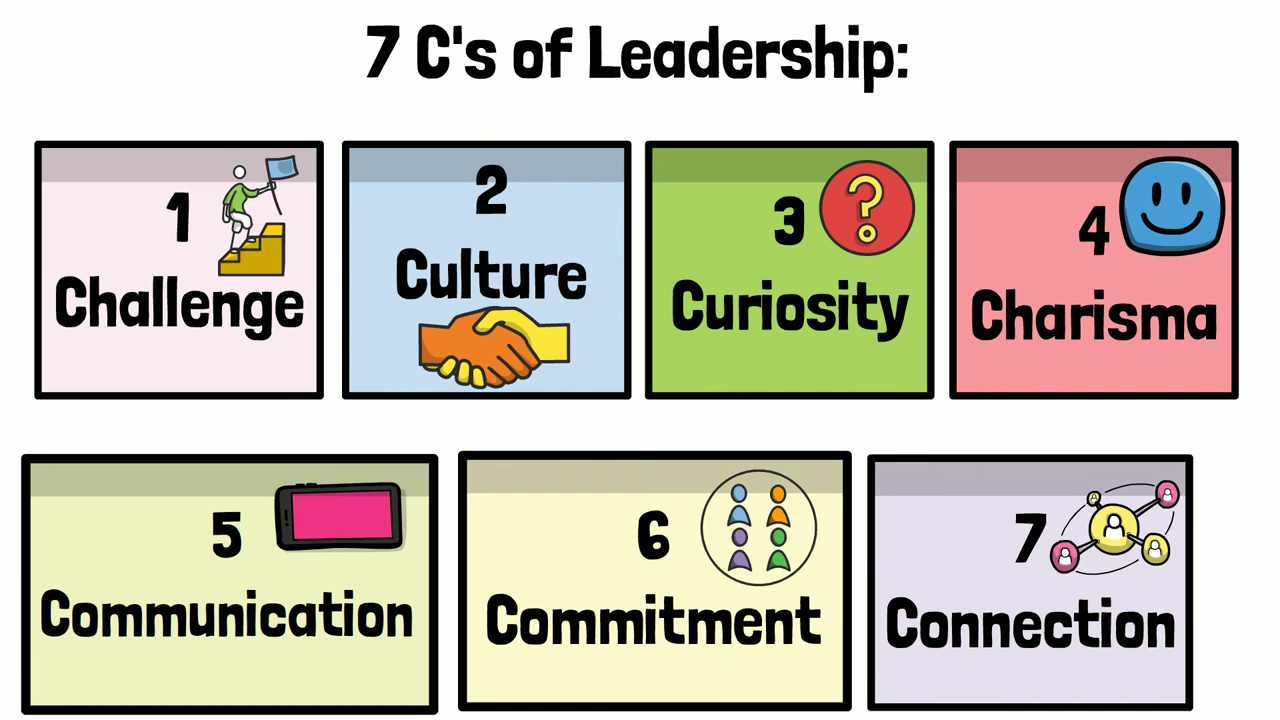 7 C's of Leadership:
1
Challenge
2
Culture
3
?
Curiosity
4
Charisma
5
Communication
6
Commitment
7
Connection